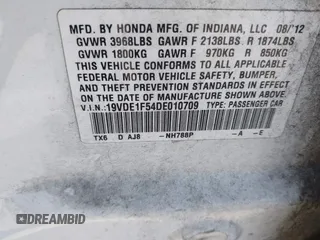 MFD. BY HONDA MFG. OF INDIANA, LLC 08/12
GVWR 3968LBS GAWR F 2138LBS R 1874LBS
GVWR 1800KG GAWR F 970KG R 850KG
THIS VEHICLE CONFORMS TO ALL APPLICABLE
FEDERAL MOTOR VEHICLE SAFETY, BUMPER,
AND THEFT PREVENTION STANDARDS IN EFFECT
ON THE DATE OF MANUFACTURE SHOWN ABOVE.
V.I.N.:19VDE1F54DE010709 TYPE: PASSENGER CAR
TX6 D AJ8 -NH788P -A -E
AUTOBIDMASTER